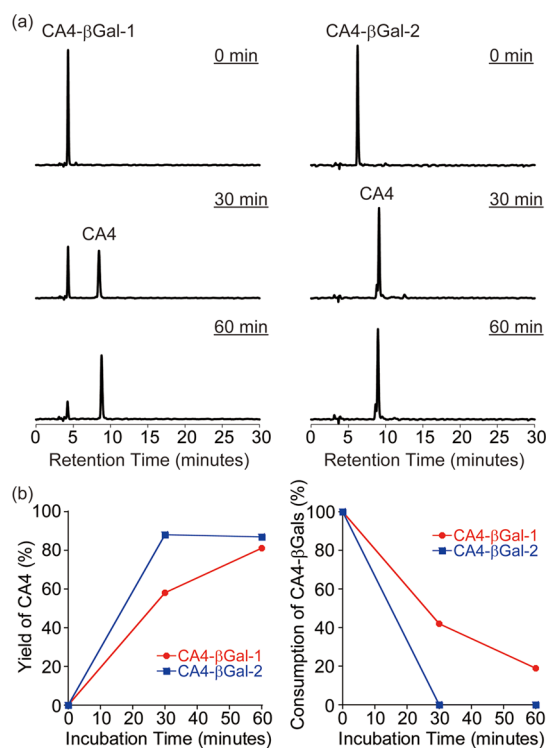 (a)
CA4-βGal-1
0 min
CA4-βGal-2
0 min
30 min
CA4
30 min
CA4
60 min
60 min
0 5 10 15 20 25 30
Retention Time (minutes)
0 5 10 15 20 25 30
Retention Time (minutes)
(b)
Yield of CA4 (%)
100
80
60
40
20
0
CA4-βGal-1
CA4-βGal-2
0 10 20 30 40 50 60
Incubation Time (minutes)
Consumption of CA4-βGals (%)
100
80
60
40
20
0
CA4-βGal-1
CA4-βGal-2
0 10 20 30 40 50 60
Incubation Time (minutes)